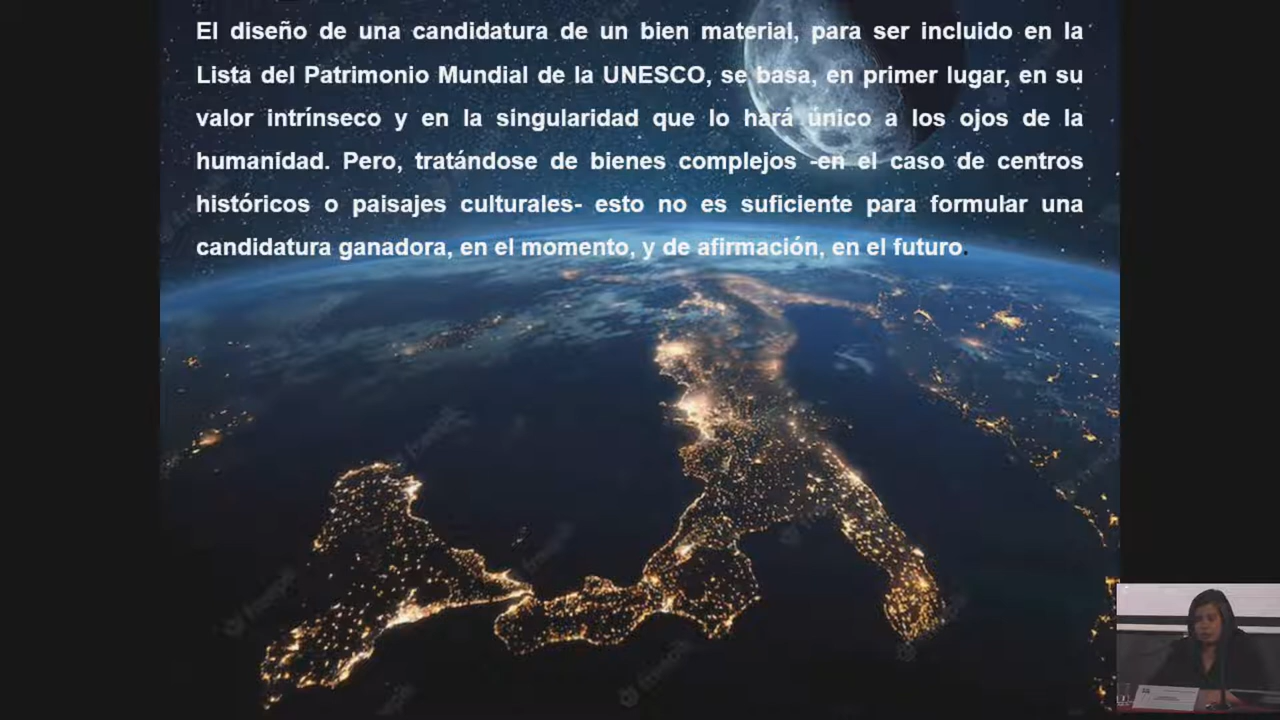 El diseño de una candidatura de un bien material, para ser incluido en la
Lista del Patrimonio Mundial de la UNESCO, se basa, en primer lugar, en su
valor intrínseco y en la singularidad que lo hará único a los ojos de la
humanidad. Pero, tratándose de bienes complejos -en el caso de centros
históricos o paisajes culturales- esto no es suficiente para formular una
candidatura ganadora, en el momento, y de afirmación, en el futuro.
freepik